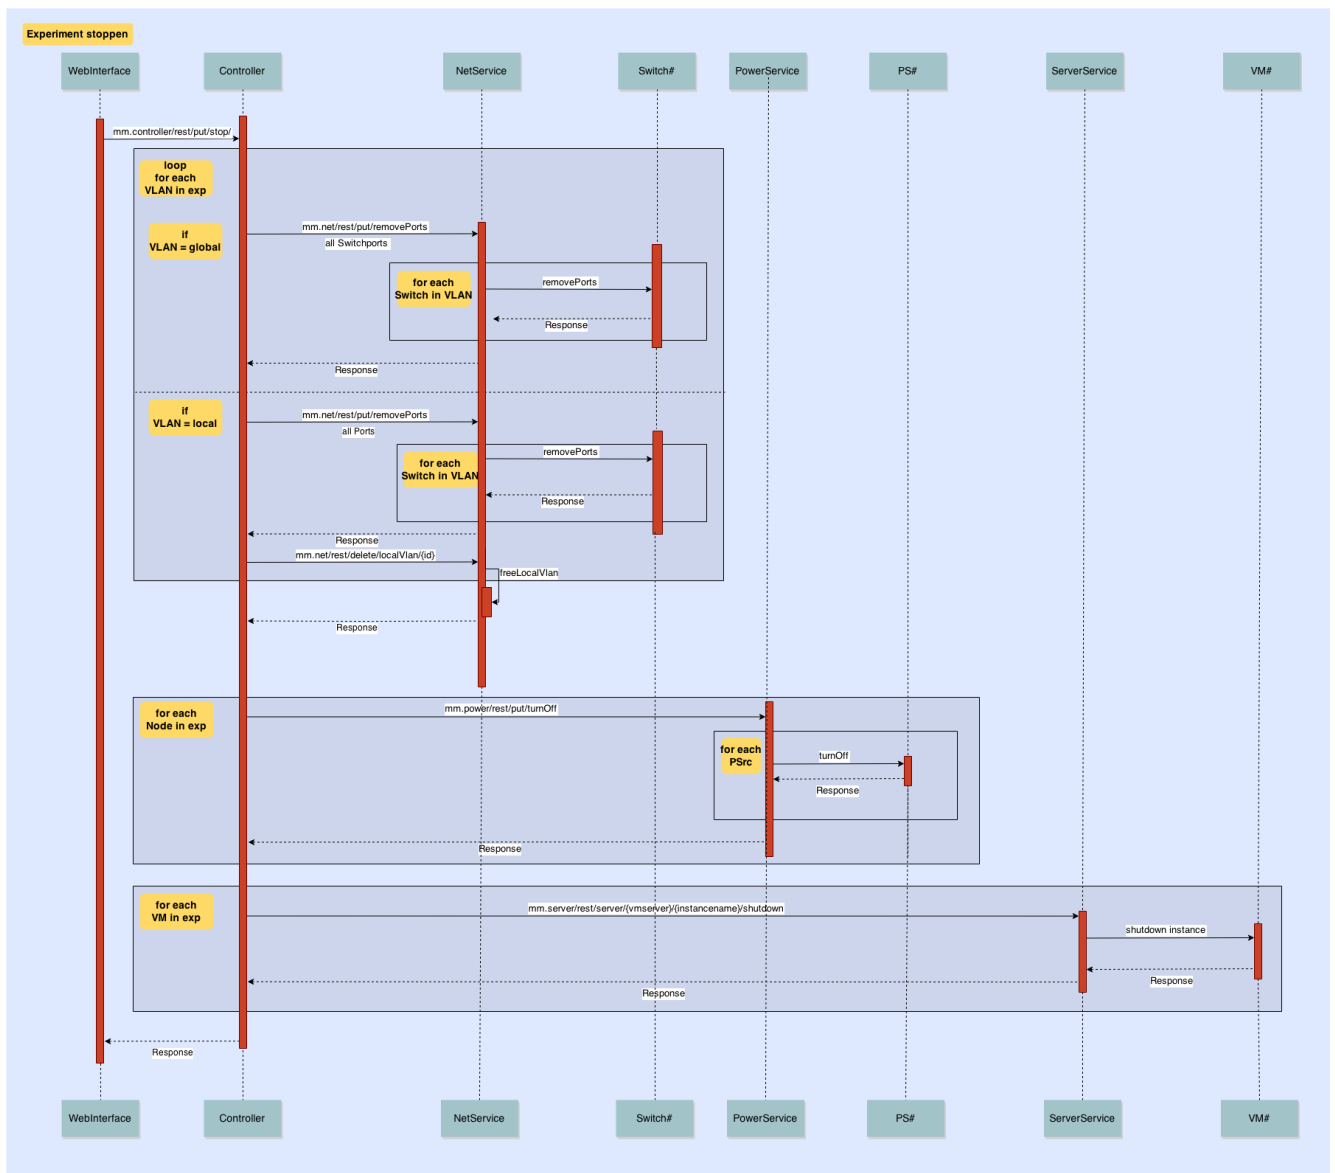 Experiment stoppen
WebInterface
Controller
NetService
Switch#
PowerService
PS#
ServerService
VM#
mm.controller/rest/put/stop/
loop
for each
VLAN in exp
if
VLAN = global
mm.net/rest/put/removePorts
all Switchports
for each
Switch in VLAN
removePorts
Response
Response
if
VLAN = local
mm.net/rest/put/removePorts
all Ports
for each
Switch in VLAN
removePorts
Response
Response
mm.net/rest/delete/localVlan/{id}
freeLocalVlan
Response
for each
Node in exp
mm.power/rest/put/turnOff
for each
PSrc
turnOff
Response
Response
for each
VM in exp
mm.server/rest/server/{vmserver}/{instancename}/shutdown
shutdown instance
Response
Response
Response
WebInterface
Controller
NetService
Switch#
PowerService
PS#
ServerService
VM#